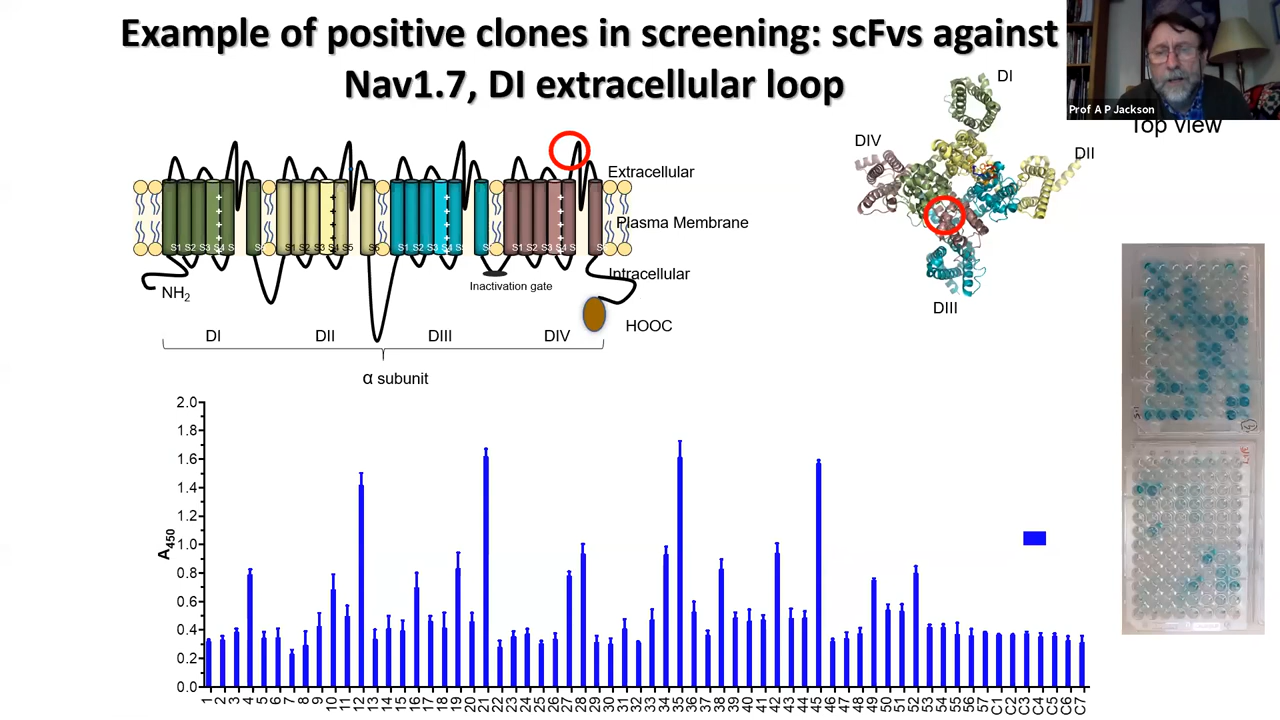 Example of positive clones in screening: scFvs against
Nav1.7, DI extracellular loop
Prof A P Jackson
Top view
DI
DIV
DII
DIII
Extracellular
Plasma Membrane
Intracellular
S1 S2 S3 S4 S1 S2 S3 S4 S5 S6 S1 S2 S3 S4 S1 S2 S3 S4
+ + + +
+ + + +
+ + + +
+ + + +
Inactivation gate
NH2
HOOC
DI DII DIII DIV
α subunit
A450
2.0
1.8
1.6
1.4
1.2
1.0
0.8
0.6
0.4
0.2
0.0
1 2 3 4 5 6 7 8 9 10 11 12 13 14 15 16 17 18 19 20 21 22 23 24 25 26 27 28 29 30 31 32 33 34 35 36 37 38 39 40 41 42 43 44 45 46 47 48 49 50 51 52 53 54 55 56 57 C1 C2 C3 C4 C5 C6 C7